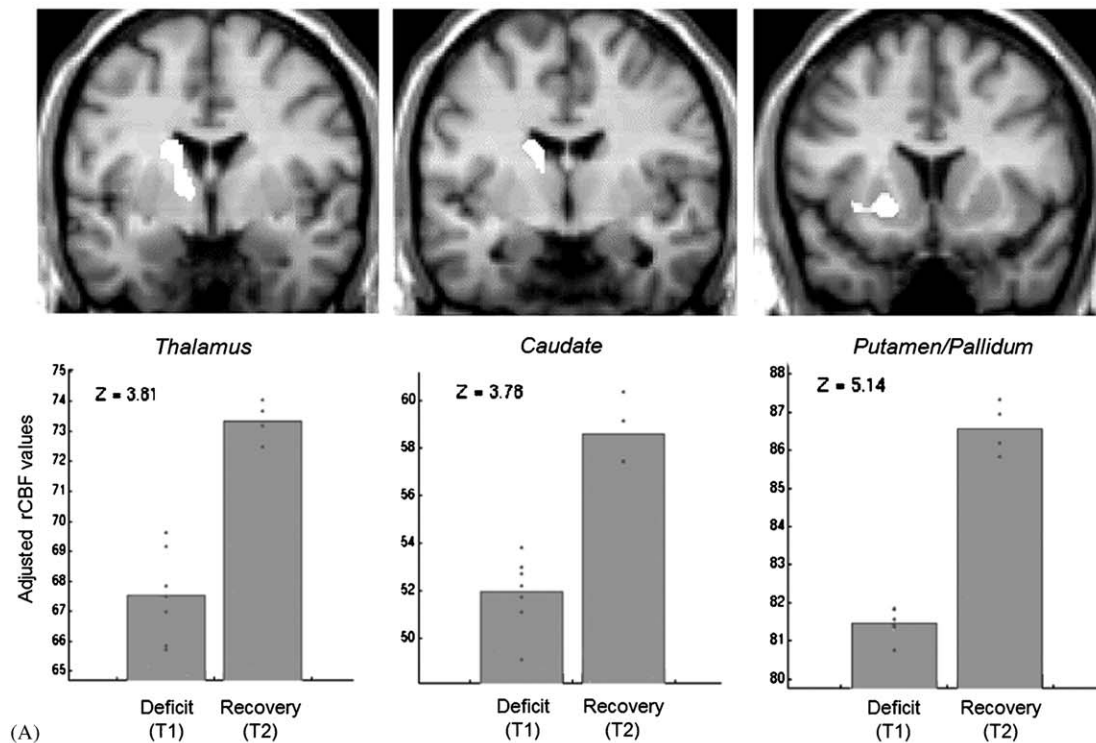 Thalamus
Caudate
Putamen/Pallidum
Adjusted rCBF values
Z = 3.81
75
74
73
72
71
70
69
68
67
66
65
Deficit (T1)
Recovery (T2)
Z = 3.78
60
58
56
54
52
50
Deficit (T1)
Recovery (T2)
Z = 5.14
88
87
86
85
84
83
82
81
80
Deficit (T1)
Recovery (T2)
(A)